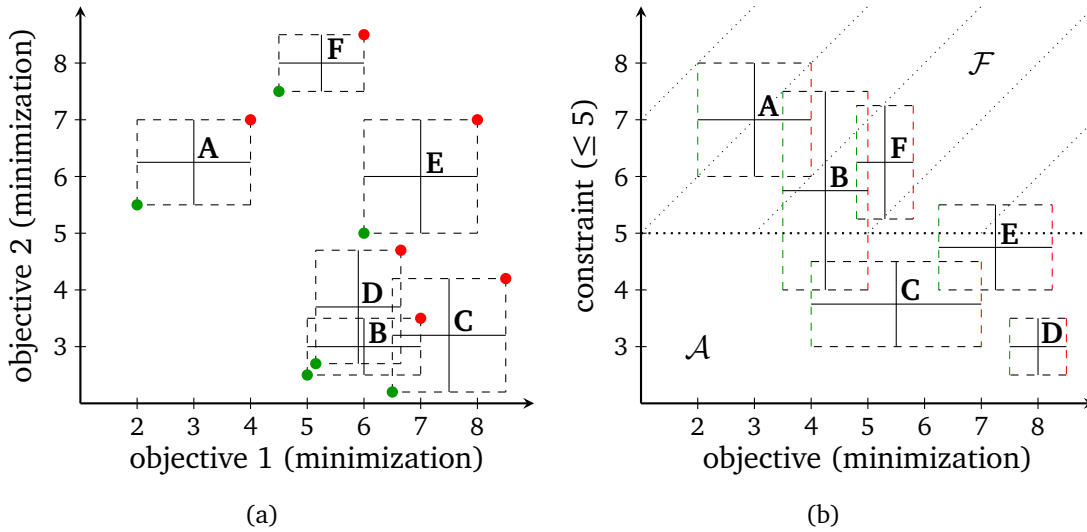 objective 2 (minimization)
8
7
6
5
4
3
F
A
E
D
B
C
2 3 4 5 6 7 8
objective 1 (minimization)
(a)
constraint (≤ 5)
8
7
6
5
4
3
ℱ
A
F
B
E
C
D
𝒜
2 3 4 5 6 7 8
objective (minimization)
(b)